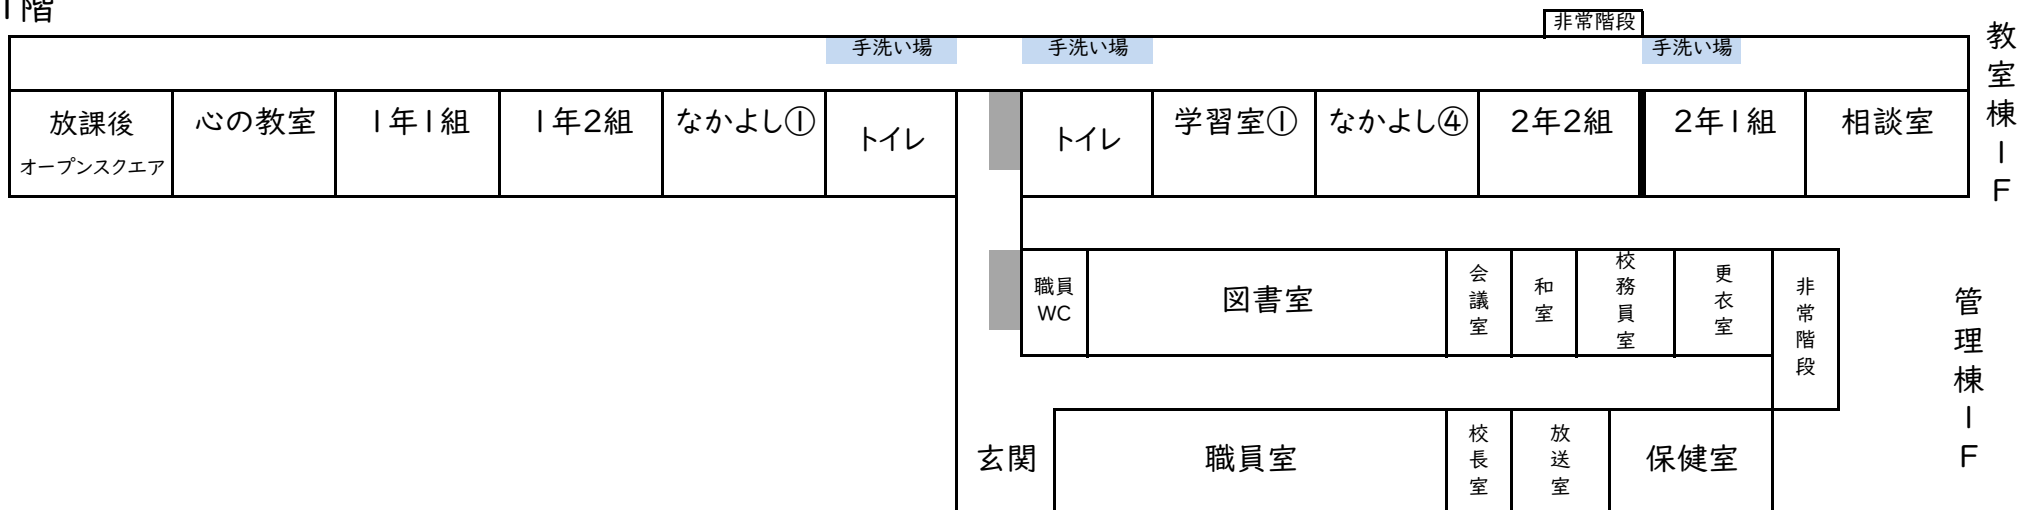 1階
非常階段
手洗い場
手洗い場
手洗い場
教室棟1F
放課後
オープンスクエア
心の教室
1年1組
1年2組
なかよし①
トイレ
トイレ
学習室①
なかよし④
2年2組
2年1組
相談室
職員
WC
図書室
会議室
和室
校務員室
更衣室
非常階段
管理棟1F
玄関
職員室
校長室
放送室
保健室